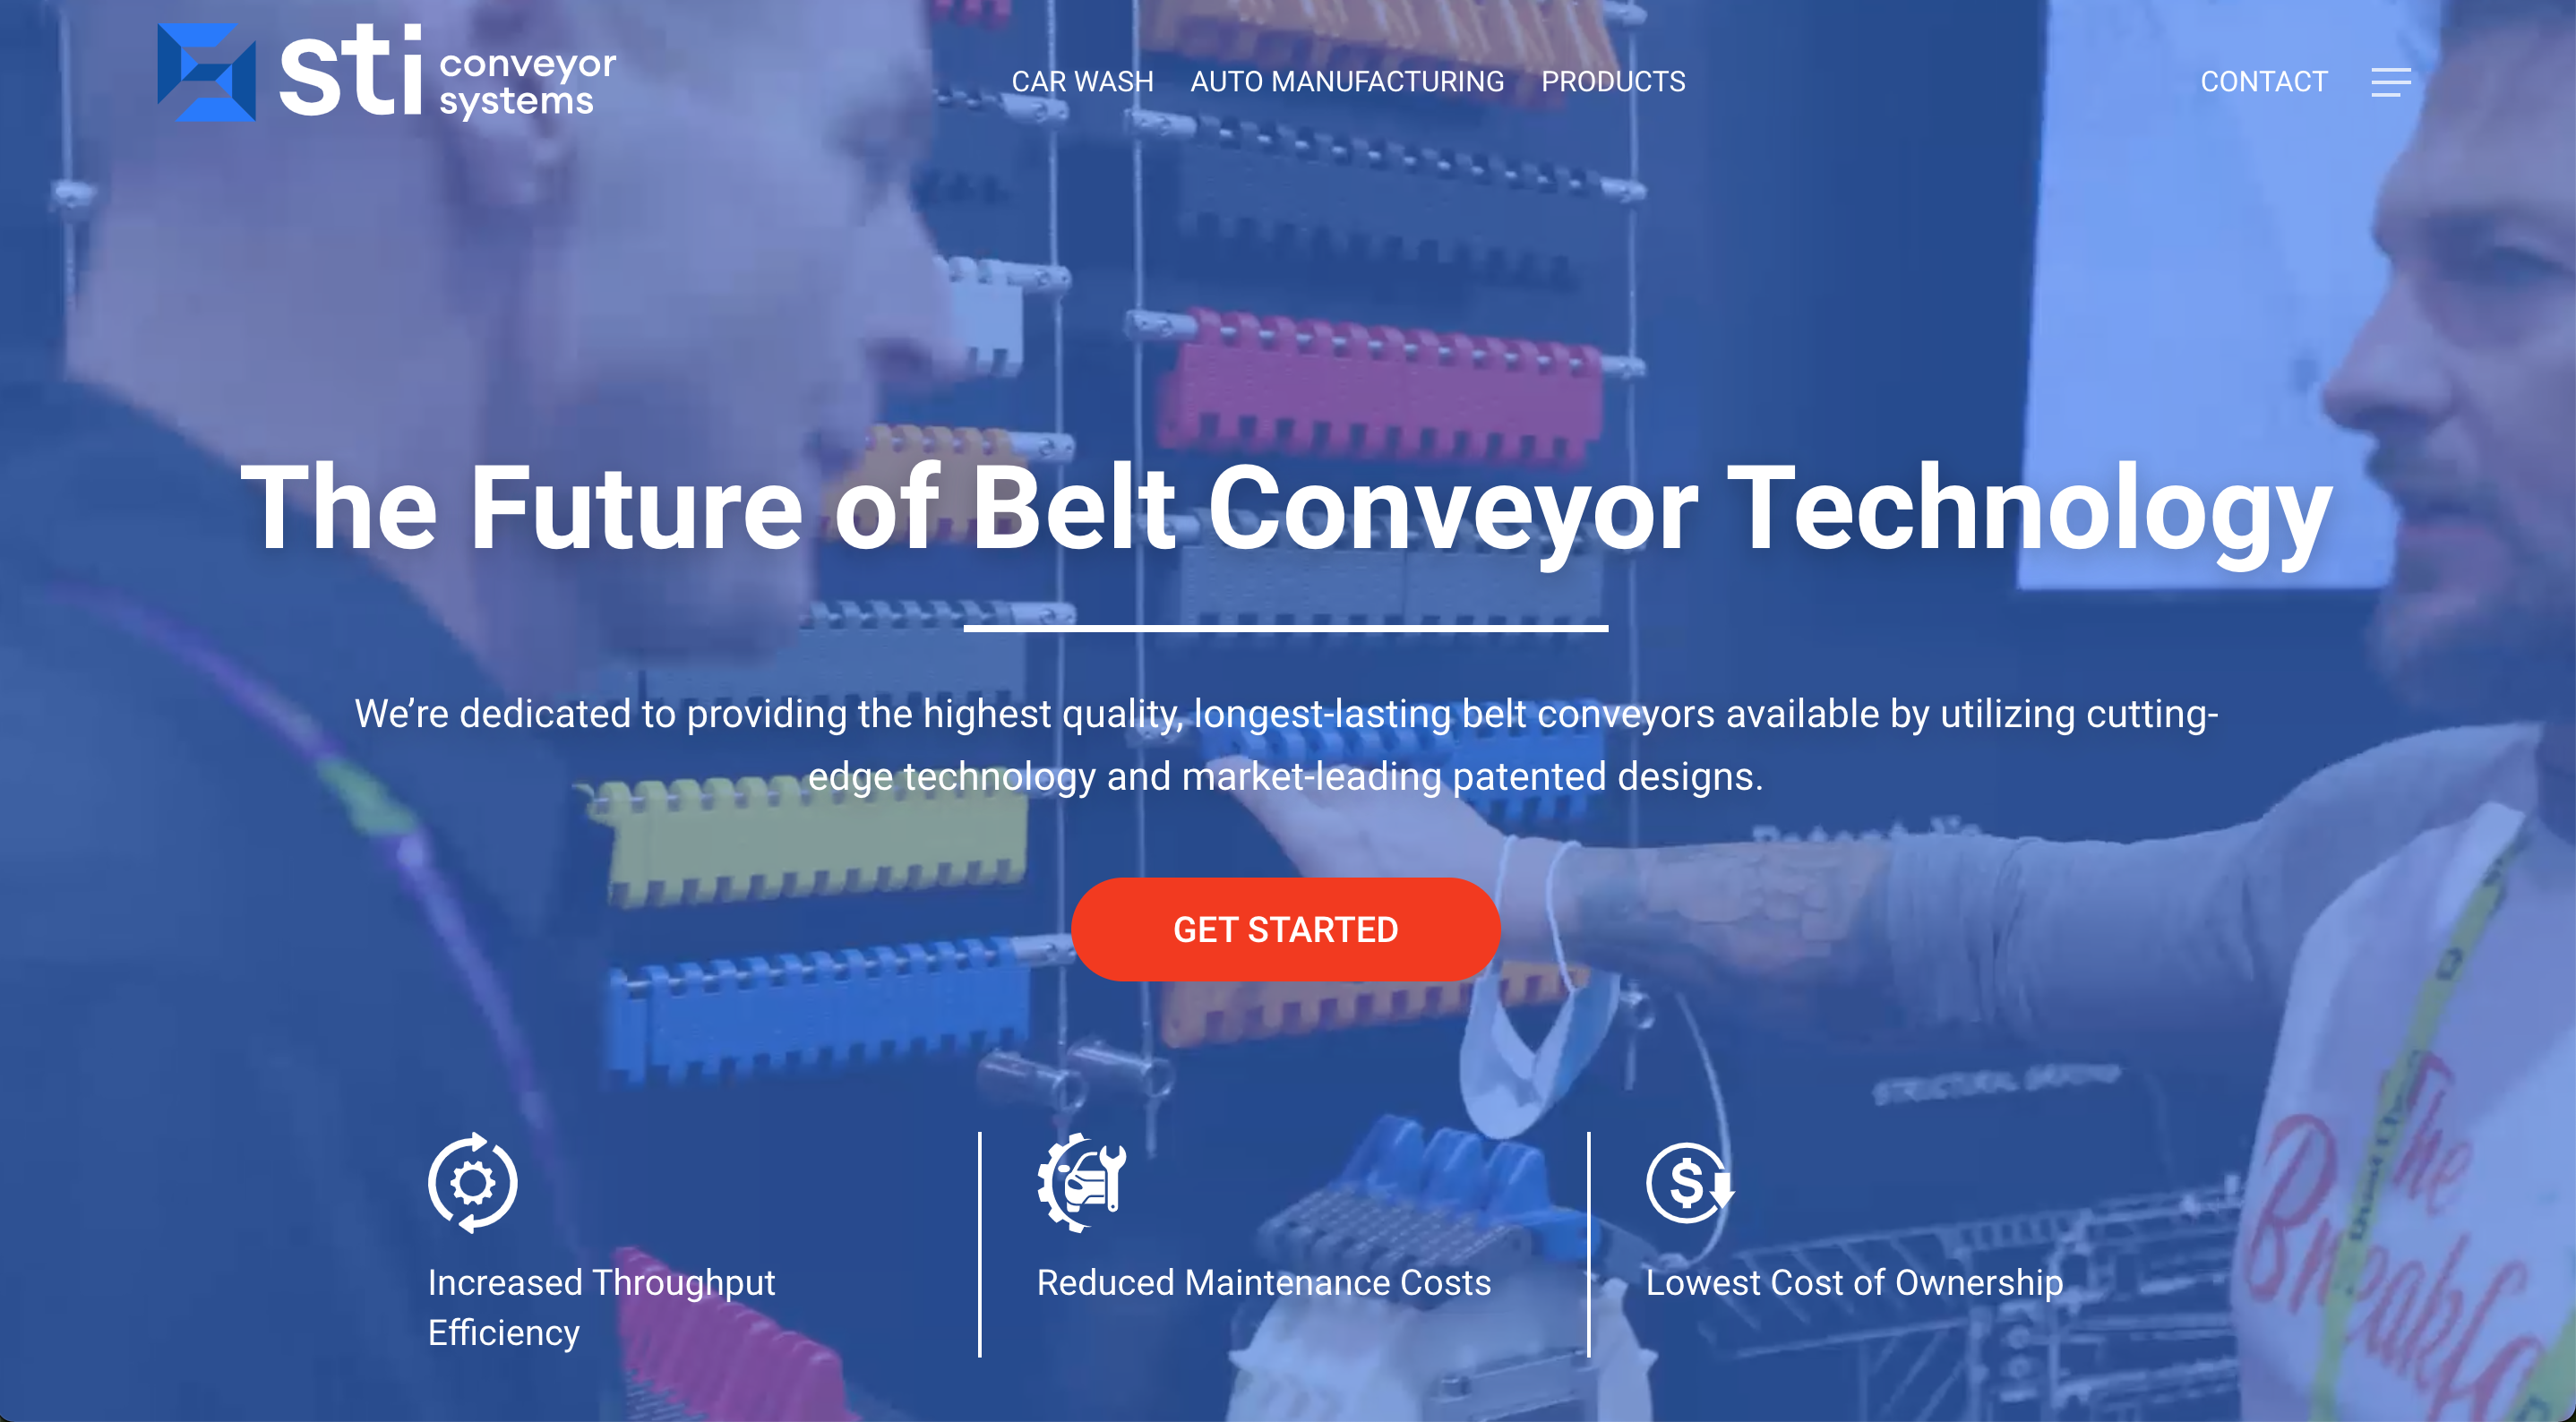 sti conveyor
systems
CAR WASH AUTO MANUFACTURING PRODUCTS
CONTACT
The Future of Belt Conveyor Technology
We’re dedicated to providing the highest quality, longest-lasting belt conveyors available by utilizing cutting-
edge technology and market-leading patented designs.
GET STARTED
STRUCTURAL
The
Increased Throughput
Efficiency
Reduced Maintenance Costs
Lowest Cost of Ownership